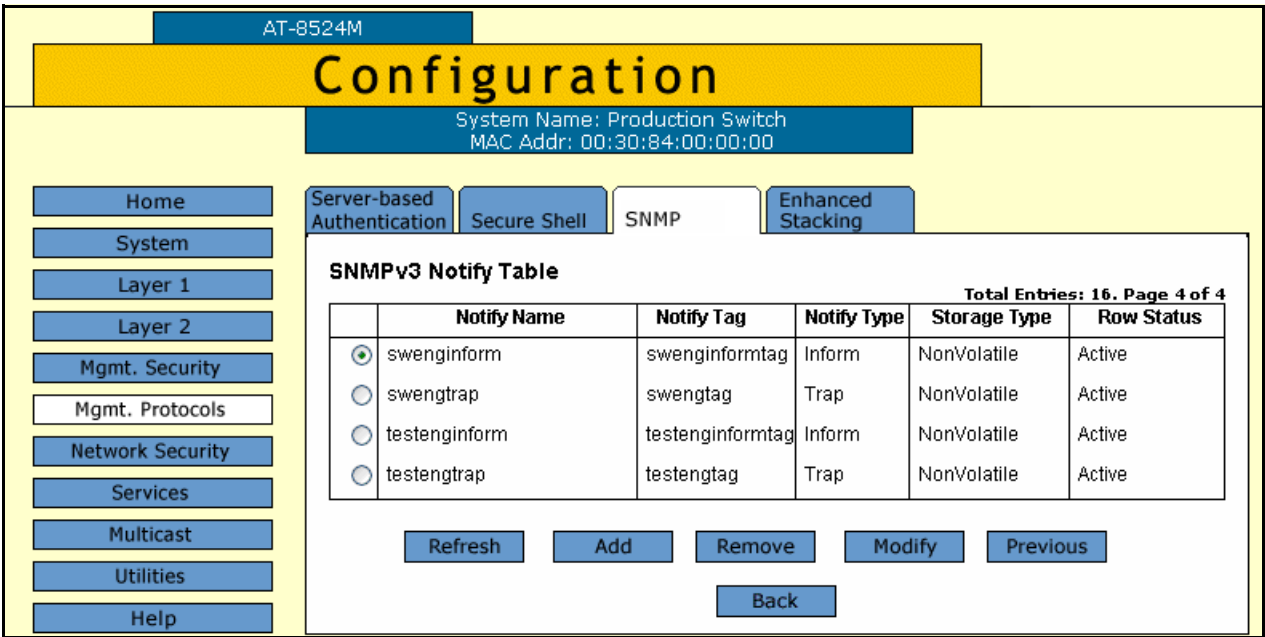 AT-8524M
Configuration
System Name: Production Switch
MAC Addr: 00:30:84:00:00:00
Home
System
Layer 1
Layer 2
Mgmt. Security
Mgmt. Protocols
Network Security
Services
Multicast
Utilities
Help
Server-based
Authentication
Secure Shell
SNMP
Enhanced
Stacking
SNMPv3 Notify Table
Total Entries: 16. Page 4 of 4
Notify Name Notify Tag Notify Type Storage Type Row Status
swenginform swenginformtag Inform NonVolatile Active
swengtrap swengtag Trap NonVolatile Active
testenginform testenginformtag Inform NonVolatile Active
testengtrap testengtag Trap NonVolatile Active
Refresh Add Remove Modify Previous
Back